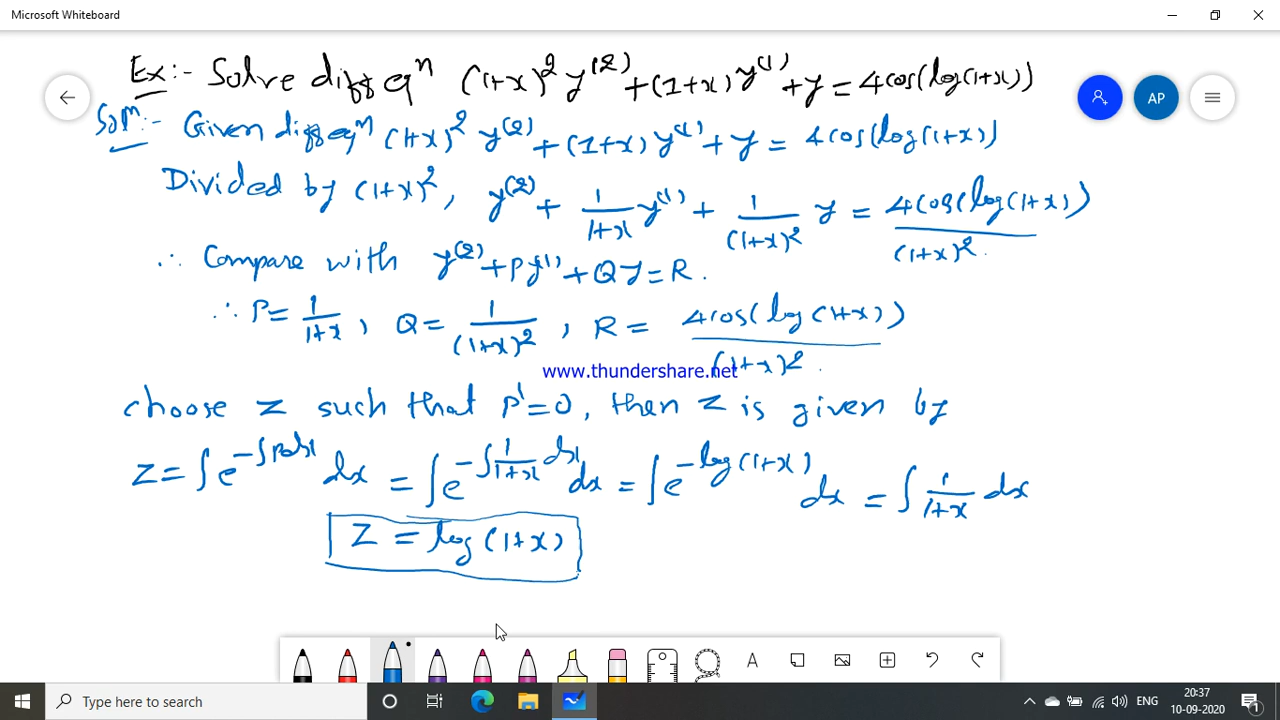 Microsoft Whiteboard
Ex:- Solve diff eqⁿ (1+x)² y⁽²⁾ + (1+x) y⁽¹⁾ + y = 4cos(log(1+x))
Solⁿ:- Given diff eqⁿ (1+x)² y⁽²⁾ + (1+x) y⁽¹⁾ + y = 4cos(log(1+x))
AP
Divided by (1+x)², y⁽²⁾ + 1/(1+x) y⁽¹⁾ + 1/(1+x)² y = 4cos(log(1+x))/(1+x)².
∴ Compare with y⁽²⁾ + Py⁽¹⁾ + Qy = R.
∴ P = 1/(1+x), Q = 1/(1+x)², R = 4cos(log(1+x))/(1+x)².
www.thundershare.net
choose Z such that P' = 0, then Z is given by
Z = ∫ e^(-∫Pdx) dx = ∫ e^(-∫ 1/(1+x) dx) dx = ∫ e^(-log(1+x)) dx = ∫ 1/(1+x) dx
Z = log(1+x)
A
Type here to search
ENG
20:37
10-09-2020
1